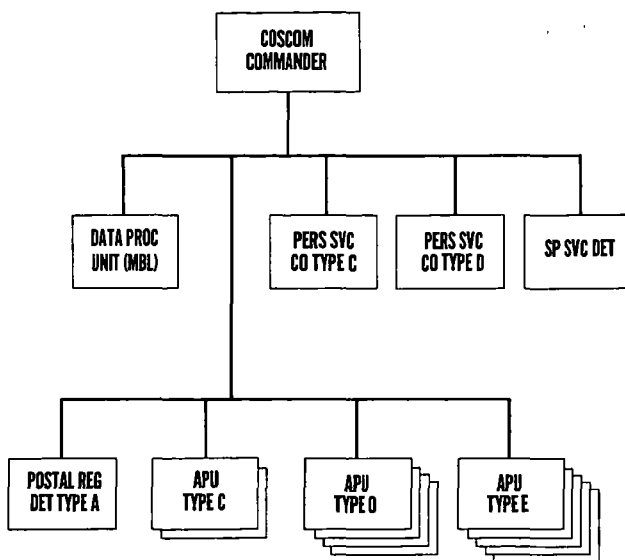 COSCOM
COMMANDER
DATA PROC
UNIT (MBL)
PERS SVC
CO TYPE C
PERS SVC
CO TYPE D
SP SVC DET
POSTAL REG
DET TYPE A
APU
TYPE C
APU
TYPE O
APU
TYPE E